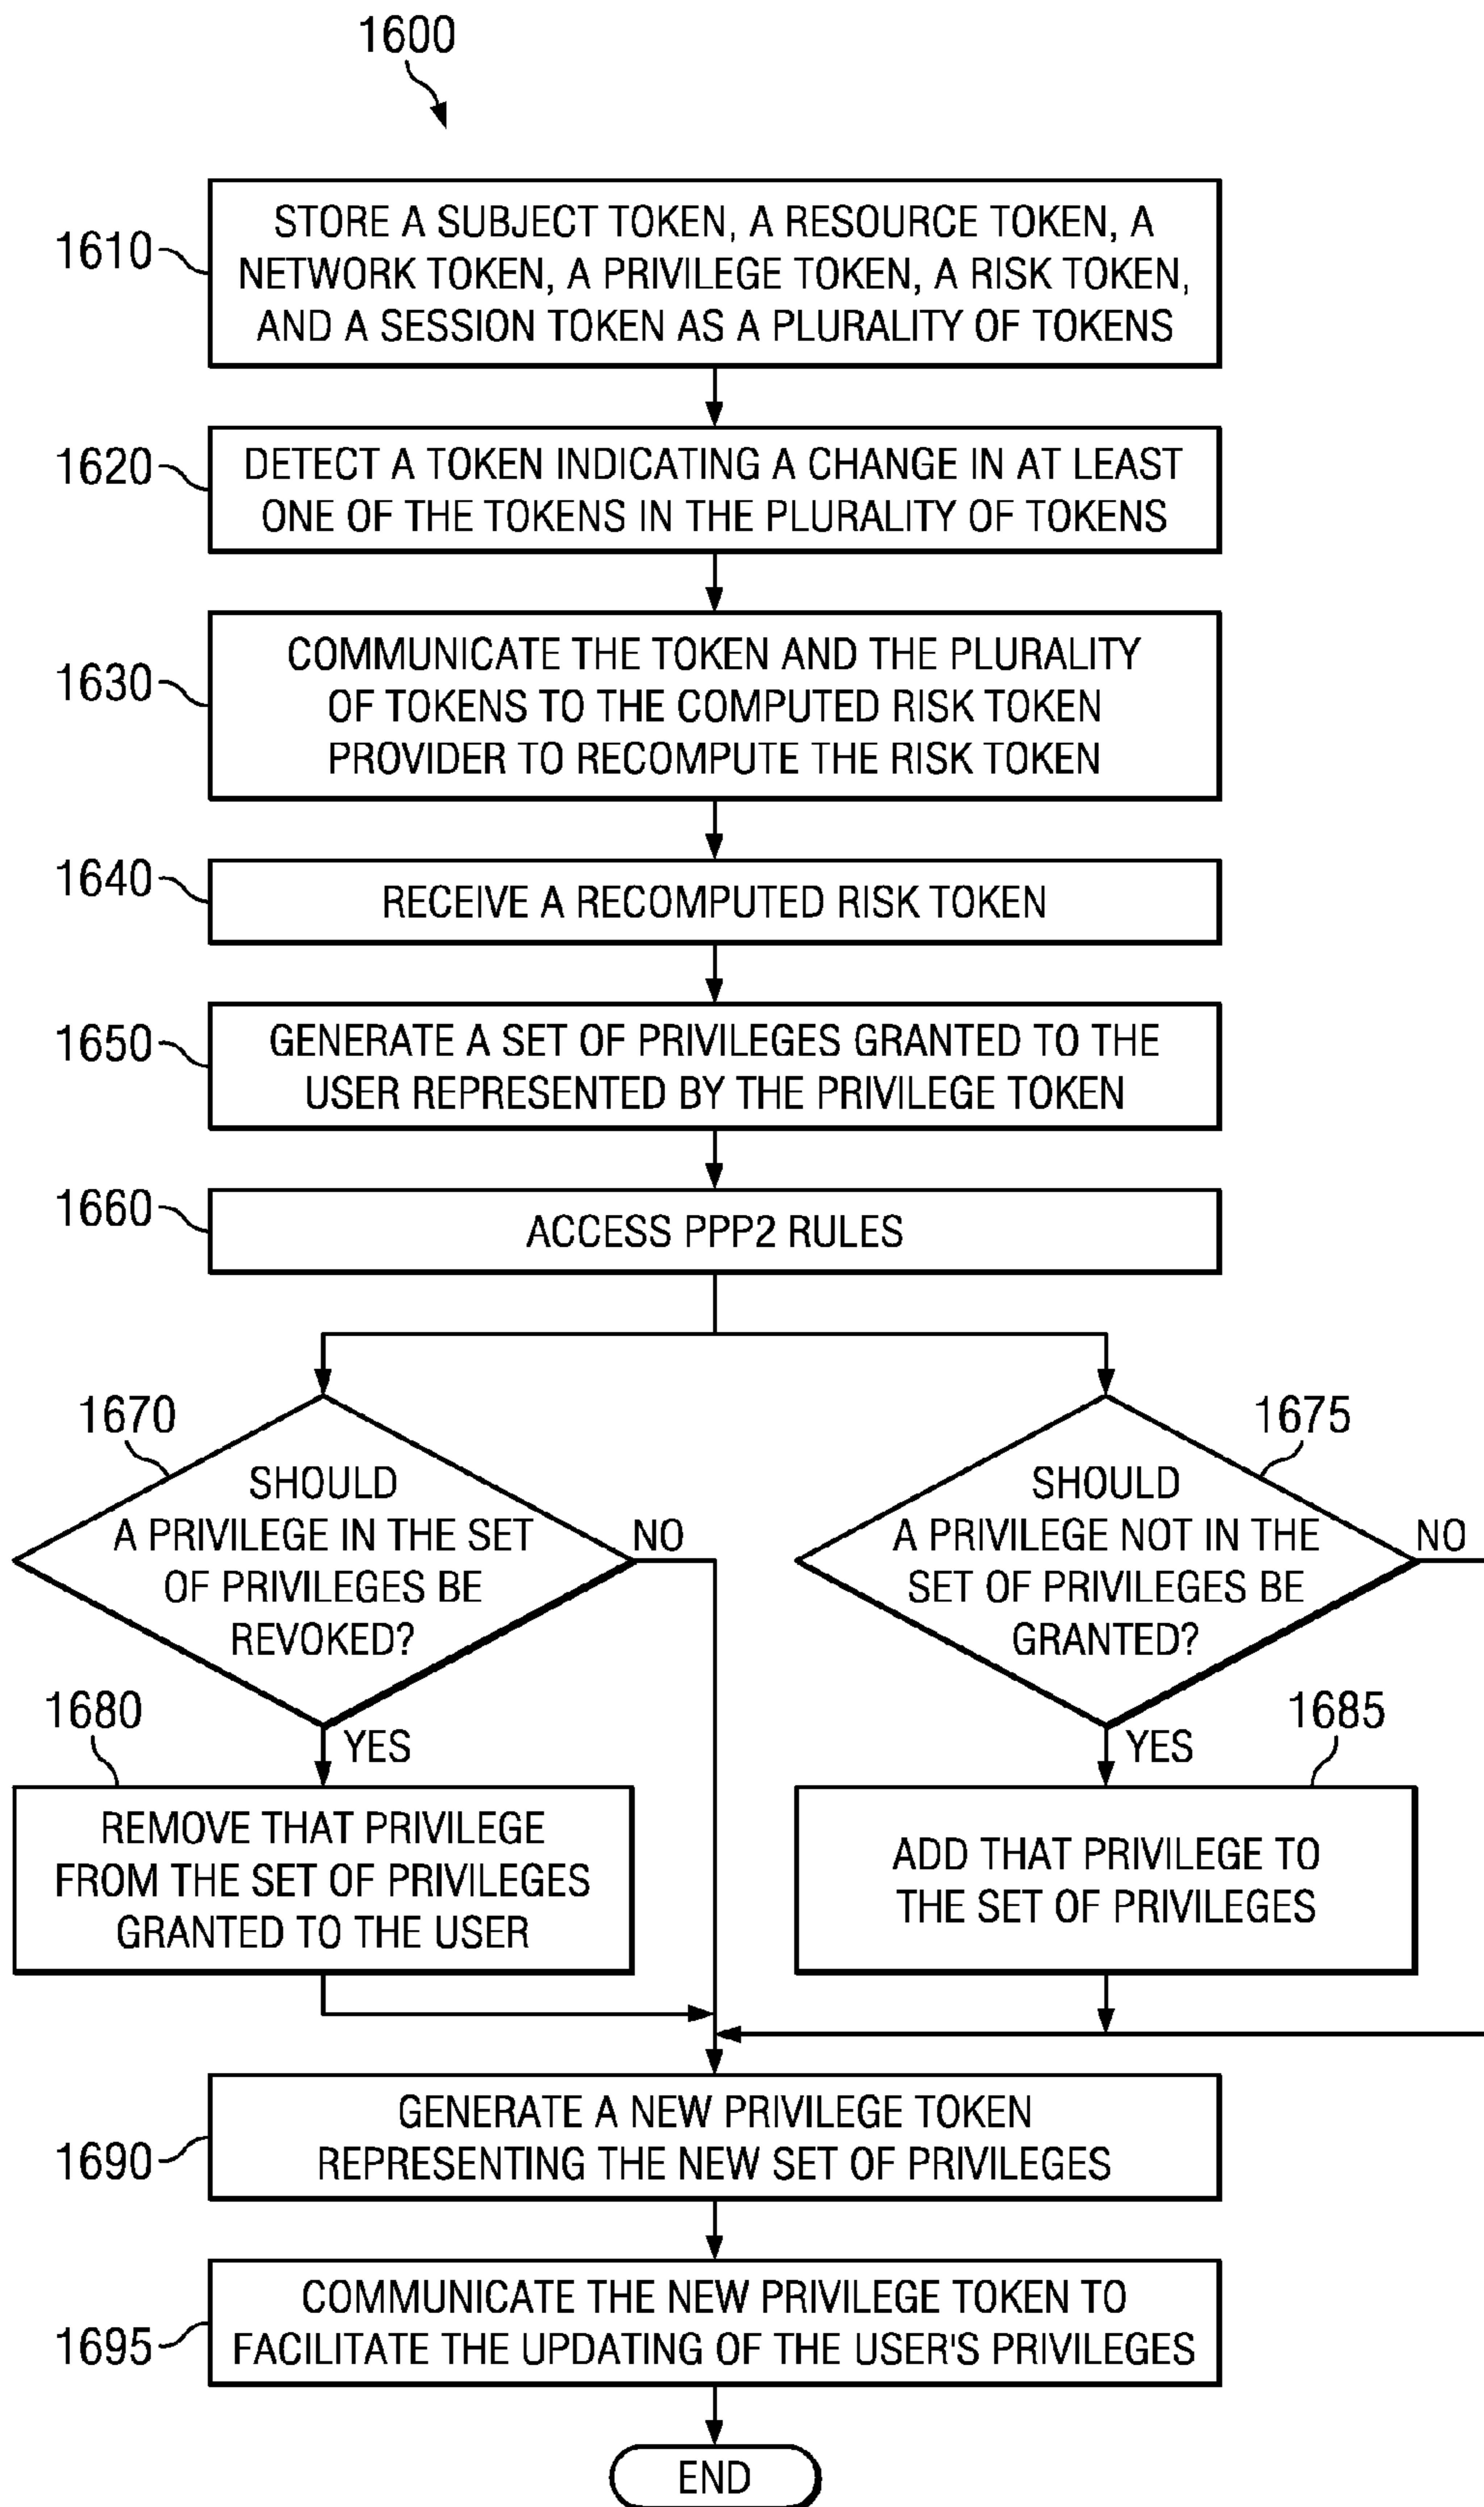 1600
1610
STORE A SUBJECT TOKEN, A RESOURCE TOKEN, A
NETWORK TOKEN, A PRIVILEGE TOKEN, A RISK TOKEN,
AND A SESSION TOKEN AS A PLURALITY OF TOKENS
1620
DETECT A TOKEN INDICATING A CHANGE IN AT LEAST
ONE OF THE TOKENS IN THE PLURALITY OF TOKENS
1630
COMMUNICATE THE TOKEN AND THE PLURALITY
OF TOKENS TO THE COMPUTED RISK TOKEN
PROVIDER TO RECOMPUTE THE RISK TOKEN
1640
RECEIVE A RECOMPUTED RISK TOKEN
1650
GENERATE A SET OF PRIVILEGES GRANTED TO THE
USER REPRESENTED BY THE PRIVILEGE TOKEN
1660
ACCESS PPP2 RULES
1670
SHOULD
A PRIVILEGE IN THE SET
OF PRIVILEGES BE
REVOKED?
NO
YES
1675
SHOULD
A PRIVILEGE NOT IN THE
SET OF PRIVILEGES BE
GRANTED?
NO
YES
1680
REMOVE THAT PRIVILEGE
FROM THE SET OF PRIVILEGES
GRANTED TO THE USER
1685
ADD THAT PRIVILEGE TO
THE SET OF PRIVILEGES
1690
GENERATE A NEW PRIVILEGE TOKEN
REPRESENTING THE NEW SET OF PRIVILEGES
1695
COMMUNICATE THE NEW PRIVILEGE TOKEN TO
FACILITATE THE UPDATING OF THE USER'S PRIVILEGES
END